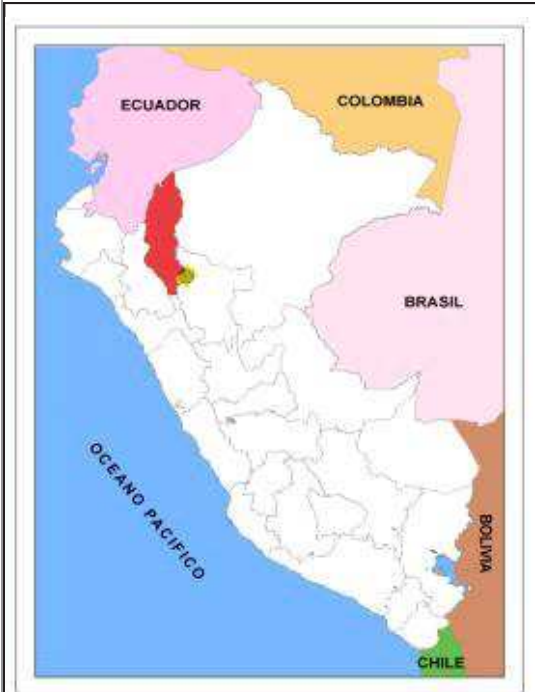 ECUADOR
COLOMBIA
BRASIL
OCEANO PACIFICO
BOLIVIA
CHILE